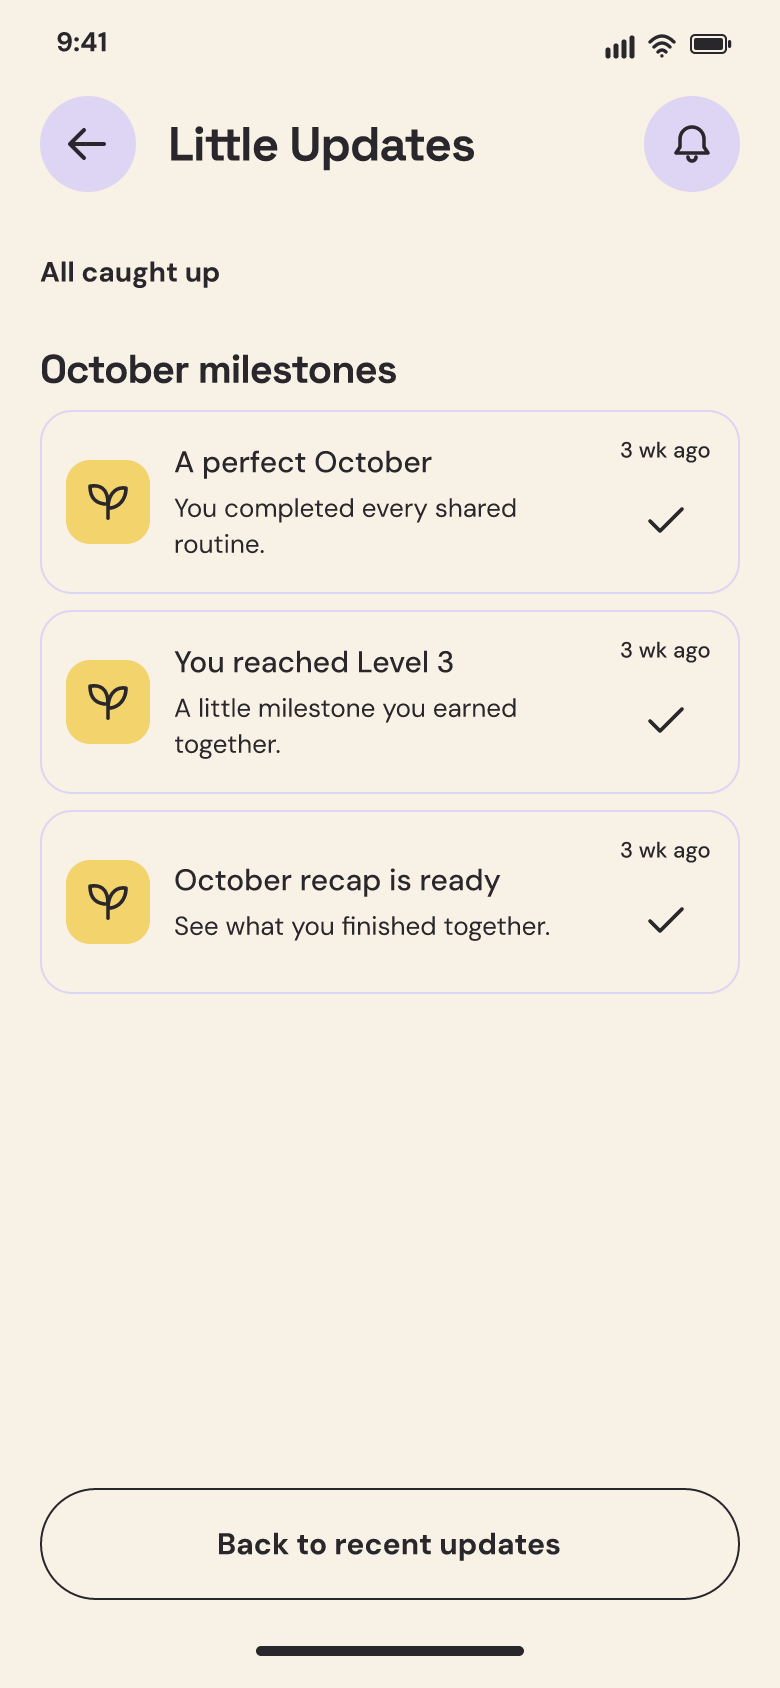 9:41
Little Updates
All caught up
October milestones
A perfect October
3 wk ago
You completed every shared
routine.
You reached Level 3
3 wk ago
A little milestone you earned
together.
October recap is ready
3 wk ago
See what you finished together.
Back to recent updates